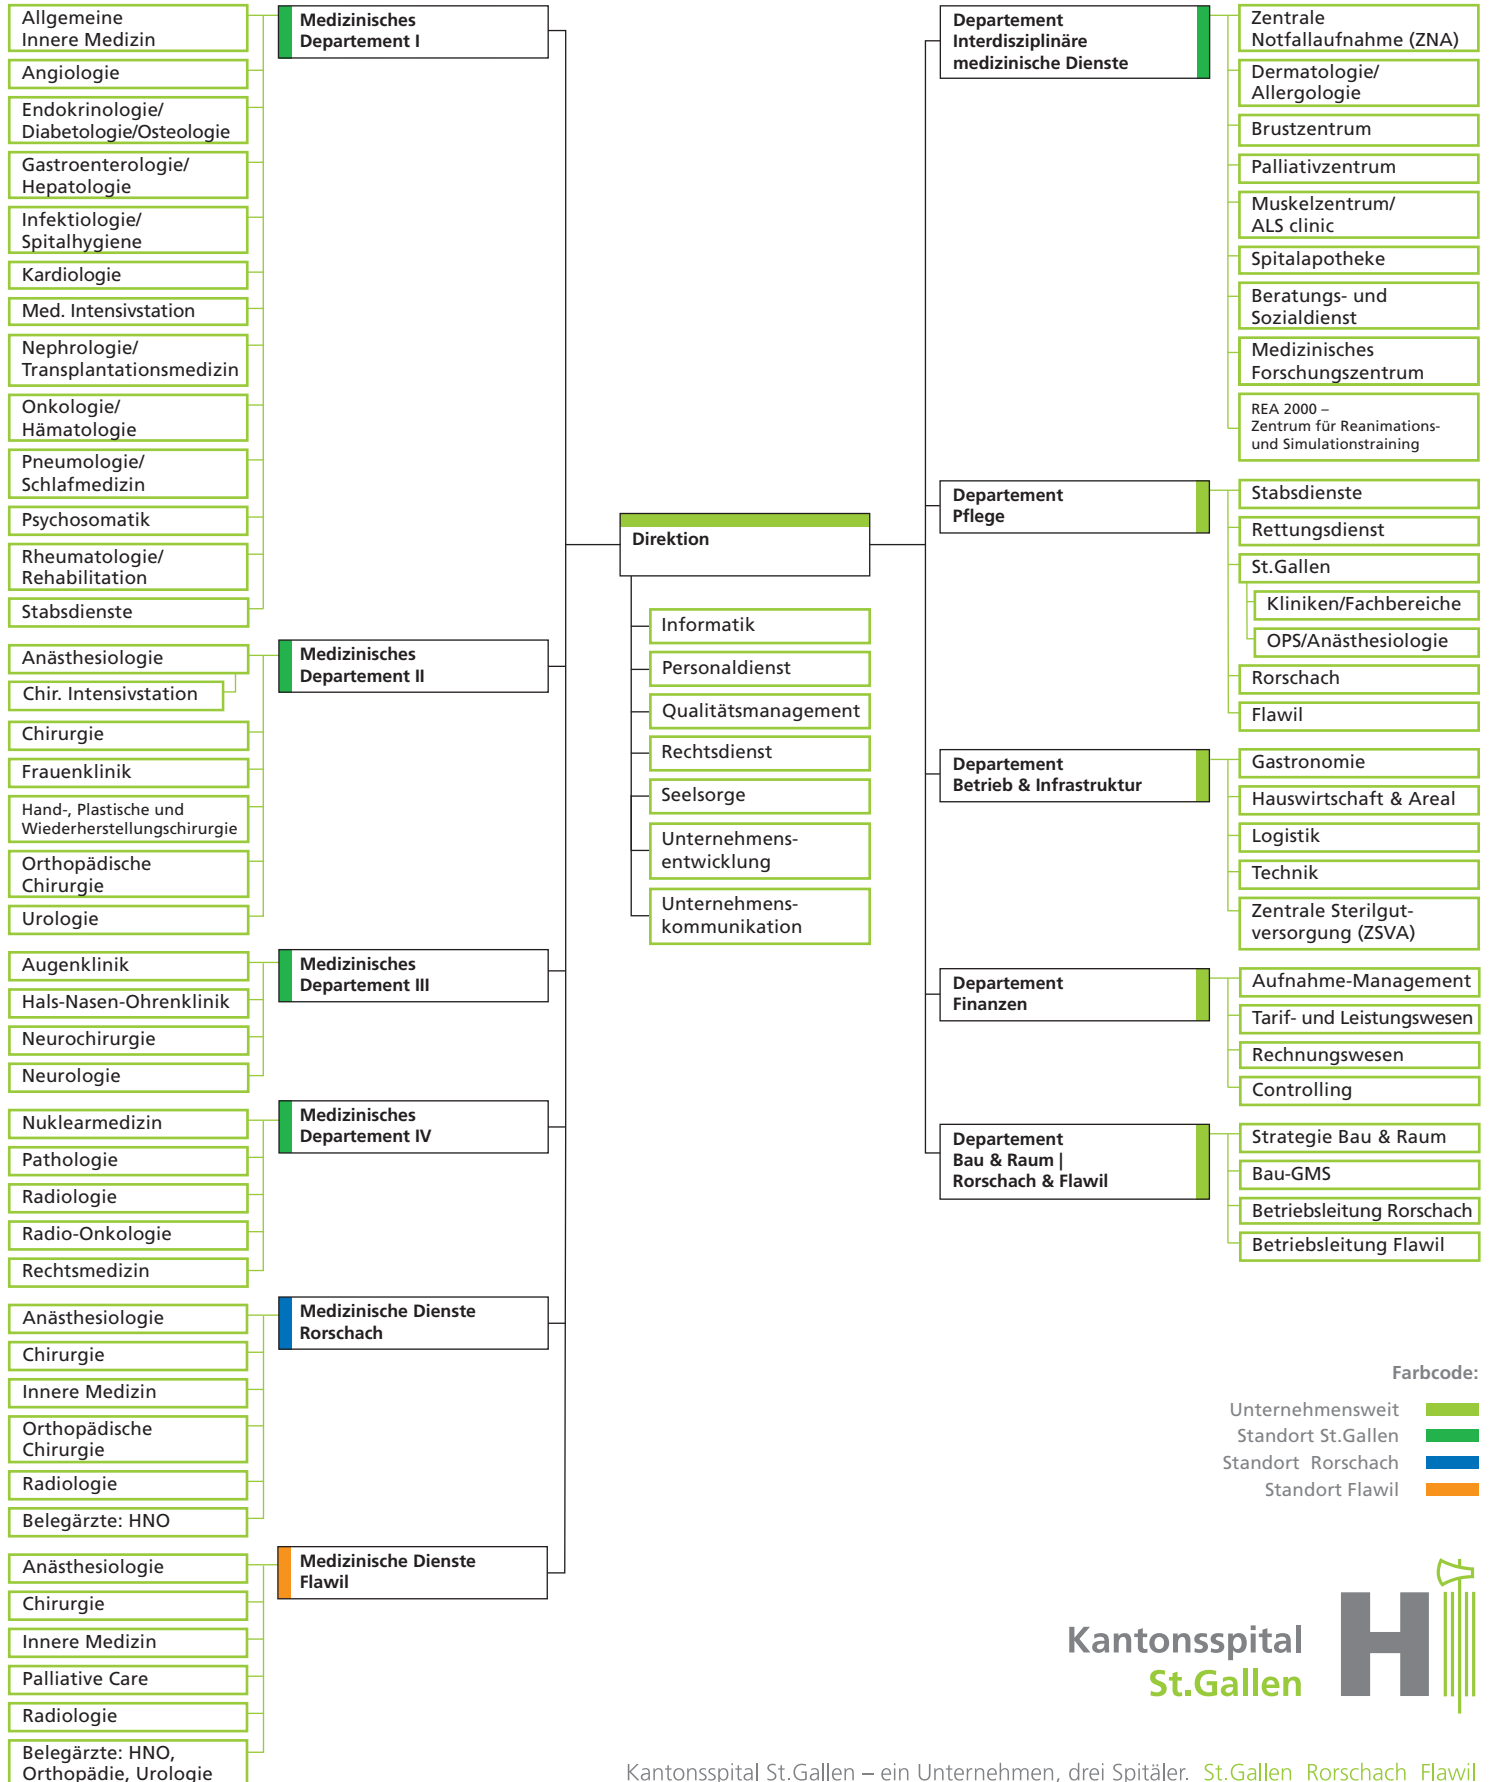 Allgemeine
Innere Medizin
Angiologie
Endokrinologie/
Diabetologie/Osteologie
Gastroenterologie/
Hepatologie
Infektiologie/
Spitalhygiene
Kardiologie
Med. Intensivstation
Nephrologie/
Transplantationsmedizin
Onkologie/
Hämatologie
Pneumologie/
Schlafmedizin
Psychosomatik
Rheumatologie/
Rehabilitation
Stabsdienste
Medizinisches
Departement I
Anästhesiologie
Chir. Intensivstation
Chirurgie
Frauenklinik
Hand-, Plastische und
Wiederherstellungschirurgie
Orthopädische
Chirurgie
Urologie
Medizinisches
Departement II
Augenklinik
Hals-Nasen-Ohrenklinik
Neurochirurgie
Neurologie
Medizinisches
Departement III
Nuklearmedizin
Pathologie
Radiologie
Radio-Onkologie
Rechtsmedizin
Medizinisches
Departement IV
Anästhesiologie
Chirurgie
Innere Medizin
Orthopädische
Chirurgie
Radiologie
Belegärzte: HNO
Medizinische Dienste
Rorschach
Anästhesiologie
Chirurgie
Innere Medizin
Palliative Care
Radiologie
Belegärzte: HNO,
Orthopädie, Urologie
Medizinische Dienste
Flawil
Direktion
Informatik
Personaldienst
Qualitätsmanagement
Rechtsdienst
Seelsorge
Unternehmens-
entwicklung
Unternehmens-
kommunikation
Departement
Interdisziplinäre
medizinische Dienste
Zentrale
Notfallaufnahme (ZNA)
Dermatologie/
Allergologie
Brustzentrum
Palliativzentrum
Muskelzentrum/
ALS clinic
Spitalapotheke
Beratungs- und
Sozialdienst
Medizinisches
Forschungszentrum
REA 2000 –
Zentrum für Reanimations-
und Simulationstraining
Departement
Pflege
Stabsdienste
Rettungsdienst
St.Gallen
Kliniken/Fachbereiche
OPS/Anästhesiologie
Rorschach
Flawil
Departement
Betrieb & Infrastruktur
Gastronomie
Hauswirtschaft & Areal
Logistik
Technik
Zentrale Sterilgut-
versorgung (ZSVA)
Departement
Finanzen
Aufnahme-Management
Tarif- und Leistungswesen
Rechnungswesen
Controlling
Departement
Bau & Raum |
Rorschach & Flawil
Strategie Bau & Raum
Bau-GMS
Betriebsleitung Rorschach
Betriebsleitung Flawil
Farbcode:
Unternehmensweit
Standort St.Gallen
Standort Rorschach
Standort Flawil
Kantonsspital
St.Gallen
H
Kantonsspital St.Gallen – ein Unternehmen, drei Spitäler. St.Gallen Rorschach Flawil